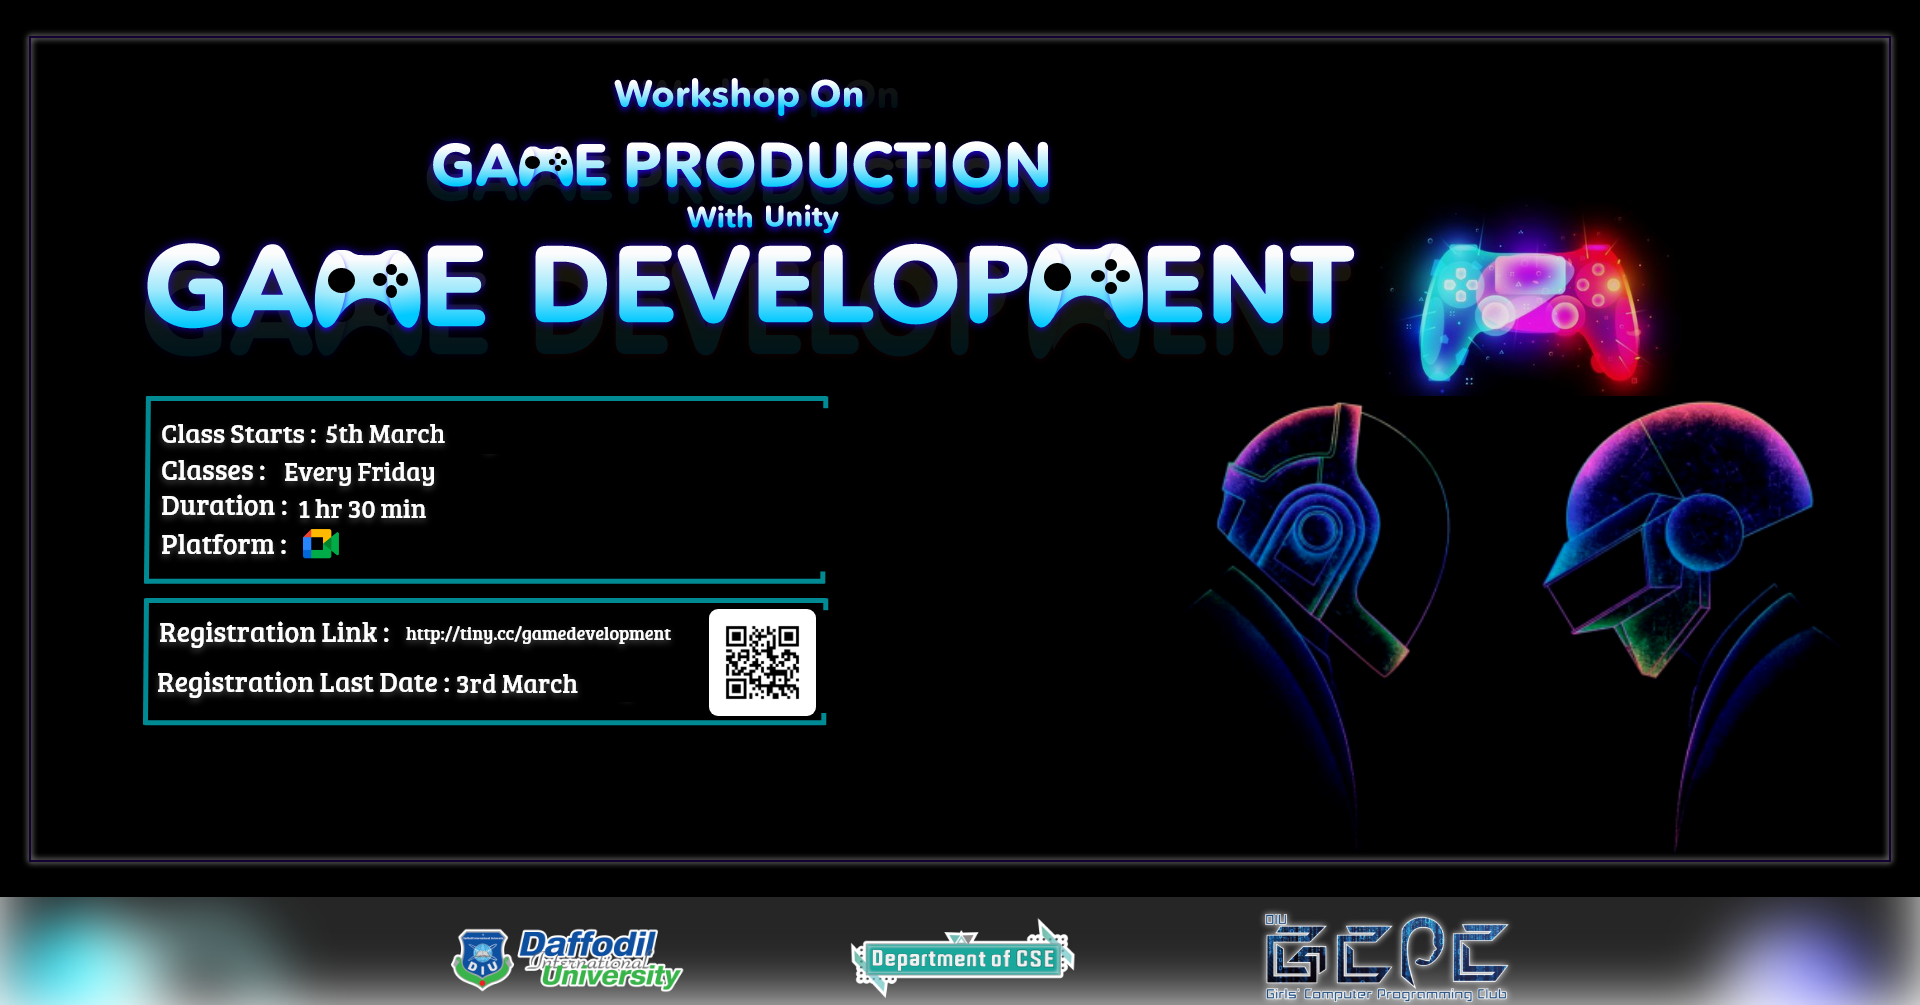 Workshop On
GAME PRODUCTION
With Unity
GAME DEVELOPMENT
Class Starts : 5th March
Classes : Every Friday
Duration : 1 hr 30 min
Platform :
Registration Link : http://tiny.cc/gamedevelopment
Registration Last Date : 3rd March
DIU
Daffodil
International
University
Department of CSE
DIU
GCPC
Girls' Computer Programming Club